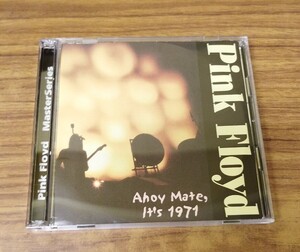 Pink Floyd MasterSeries
Pink Floyd
Ahoy Mate,
It's 1971